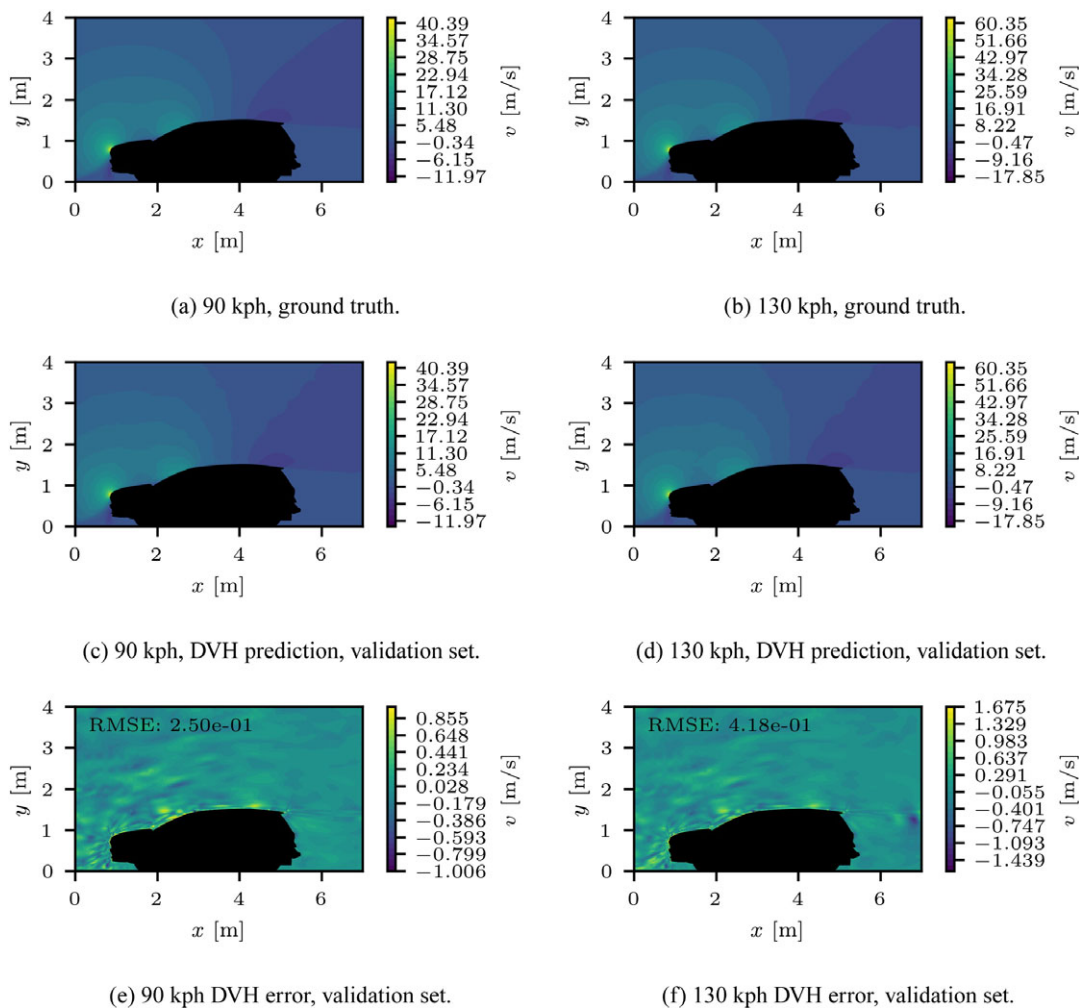 4
3
2
1
0
y [m]
0 2 4 6
x [m]
40.39
34.57
28.75
22.94
17.12
11.30
5.48
−0.34
−6.15
−11.97
v [m/s]
(a) 90 kph, ground truth.
4
3
2
1
0
y [m]
0 2 4 6
x [m]
60.35
51.66
42.97
34.28
25.59
16.91
8.22
−0.47
−9.16
−17.85
v [m/s]
(b) 130 kph, ground truth.
4
3
2
1
0
y [m]
0 2 4 6
x [m]
40.39
34.57
28.75
22.94
17.12
11.30
5.48
−0.34
−6.15
−11.97
v [m/s]
(c) 90 kph, DVH prediction, validation set.
4
3
2
1
0
y [m]
0 2 4 6
x [m]
60.35
51.66
42.97
34.28
25.59
16.91
8.22
−0.47
−9.16
−17.85
v [m/s]
(d) 130 kph, DVH prediction, validation set.
RMSE: 2.50e-01
4
3
2
1
0
y [m]
0 2 4 6
x [m]
0.855
0.648
0.441
0.234
0.028
−0.179
−0.386
−0.593
−0.799
−1.006
v [m/s]
(e) 90 kph DVH error, validation set.
RMSE: 4.18e-01
4
3
2
1
0
y [m]
0 2 4 6
x [m]
1.675
1.329
0.983
0.637
0.291
−0.055
−0.401
−0.747
−1.093
−1.439
v [m/s]
(f) 130 kph DVH error, validation set.